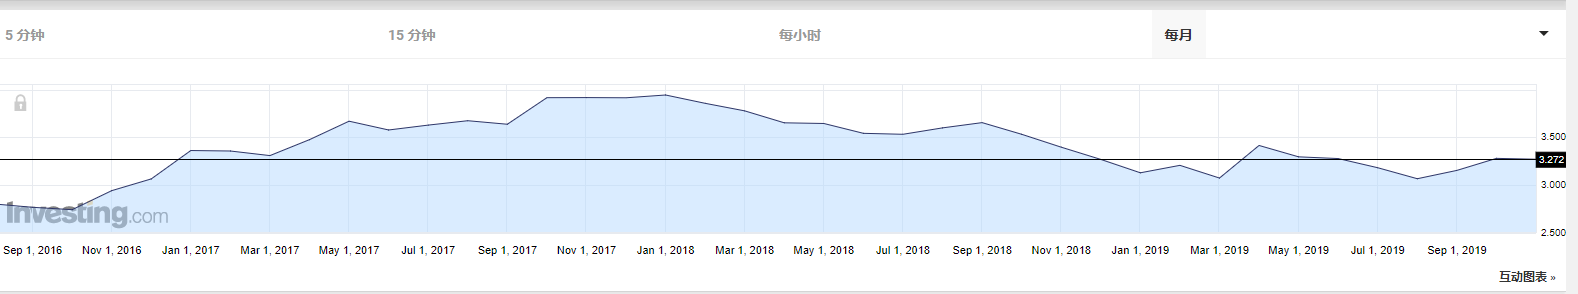 5 分钟 15 分钟 每小时 每月
3.500
3.272
3.000
Investing.com
2.500
Sep 1, 2016 Nov 1, 2016 Jan 1, 2017 Mar 1, 2017 May 1, 2017 Jul 1, 2017 Sep 1, 2017 Nov 1, 2017 Jan 1, 2018 Mar 1, 2018 May 1, 2018 Jul 1, 2018 Sep 1, 2018 Nov 1, 2018 Jan 1, 2019 Mar 1, 2019 May 1, 2019 Jul 1, 2019 Sep 1, 2019
互动图表 »